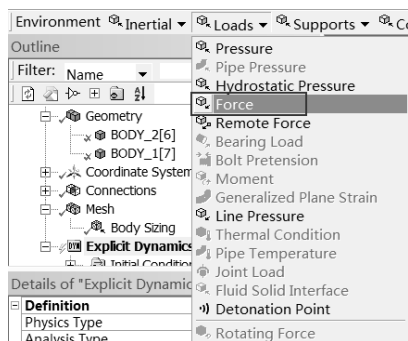 Environment Inertial Loads Supports Co
Outline
Filter: Name
Geometry
BODY_2[6]
BODY_1[7]
Coordinate System
Connections
Mesh
Body Sizing
Explicit Dynamics
Initial Condition
Details of "Explicit Dynamic
Definition
Physics Type
Analysis Type
Pressure
Pipe Pressure
Hydrostatic Pressure
Force
Remote Force
Bearing Load
Bolt Pretension
Moment
Generalized Plane Strain
Line Pressure
Thermal Condition
Pipe Temperature
Joint Load
Fluid Solid Interface
Detonation Point
Rotating Force